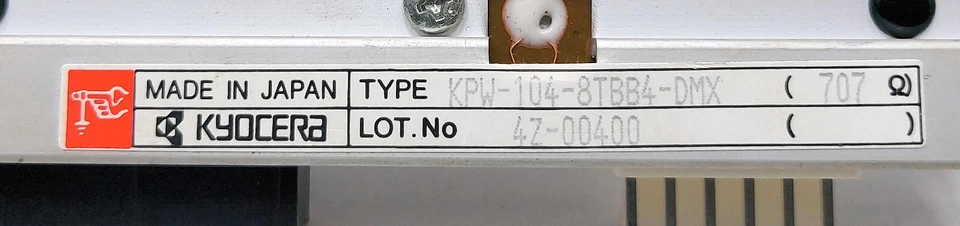 MADE IN JAPAN TYPE KPW-104-8TBB4-DMX ( 707 Ω)
KYOCERA LOT.No 4Z-00400 ( )